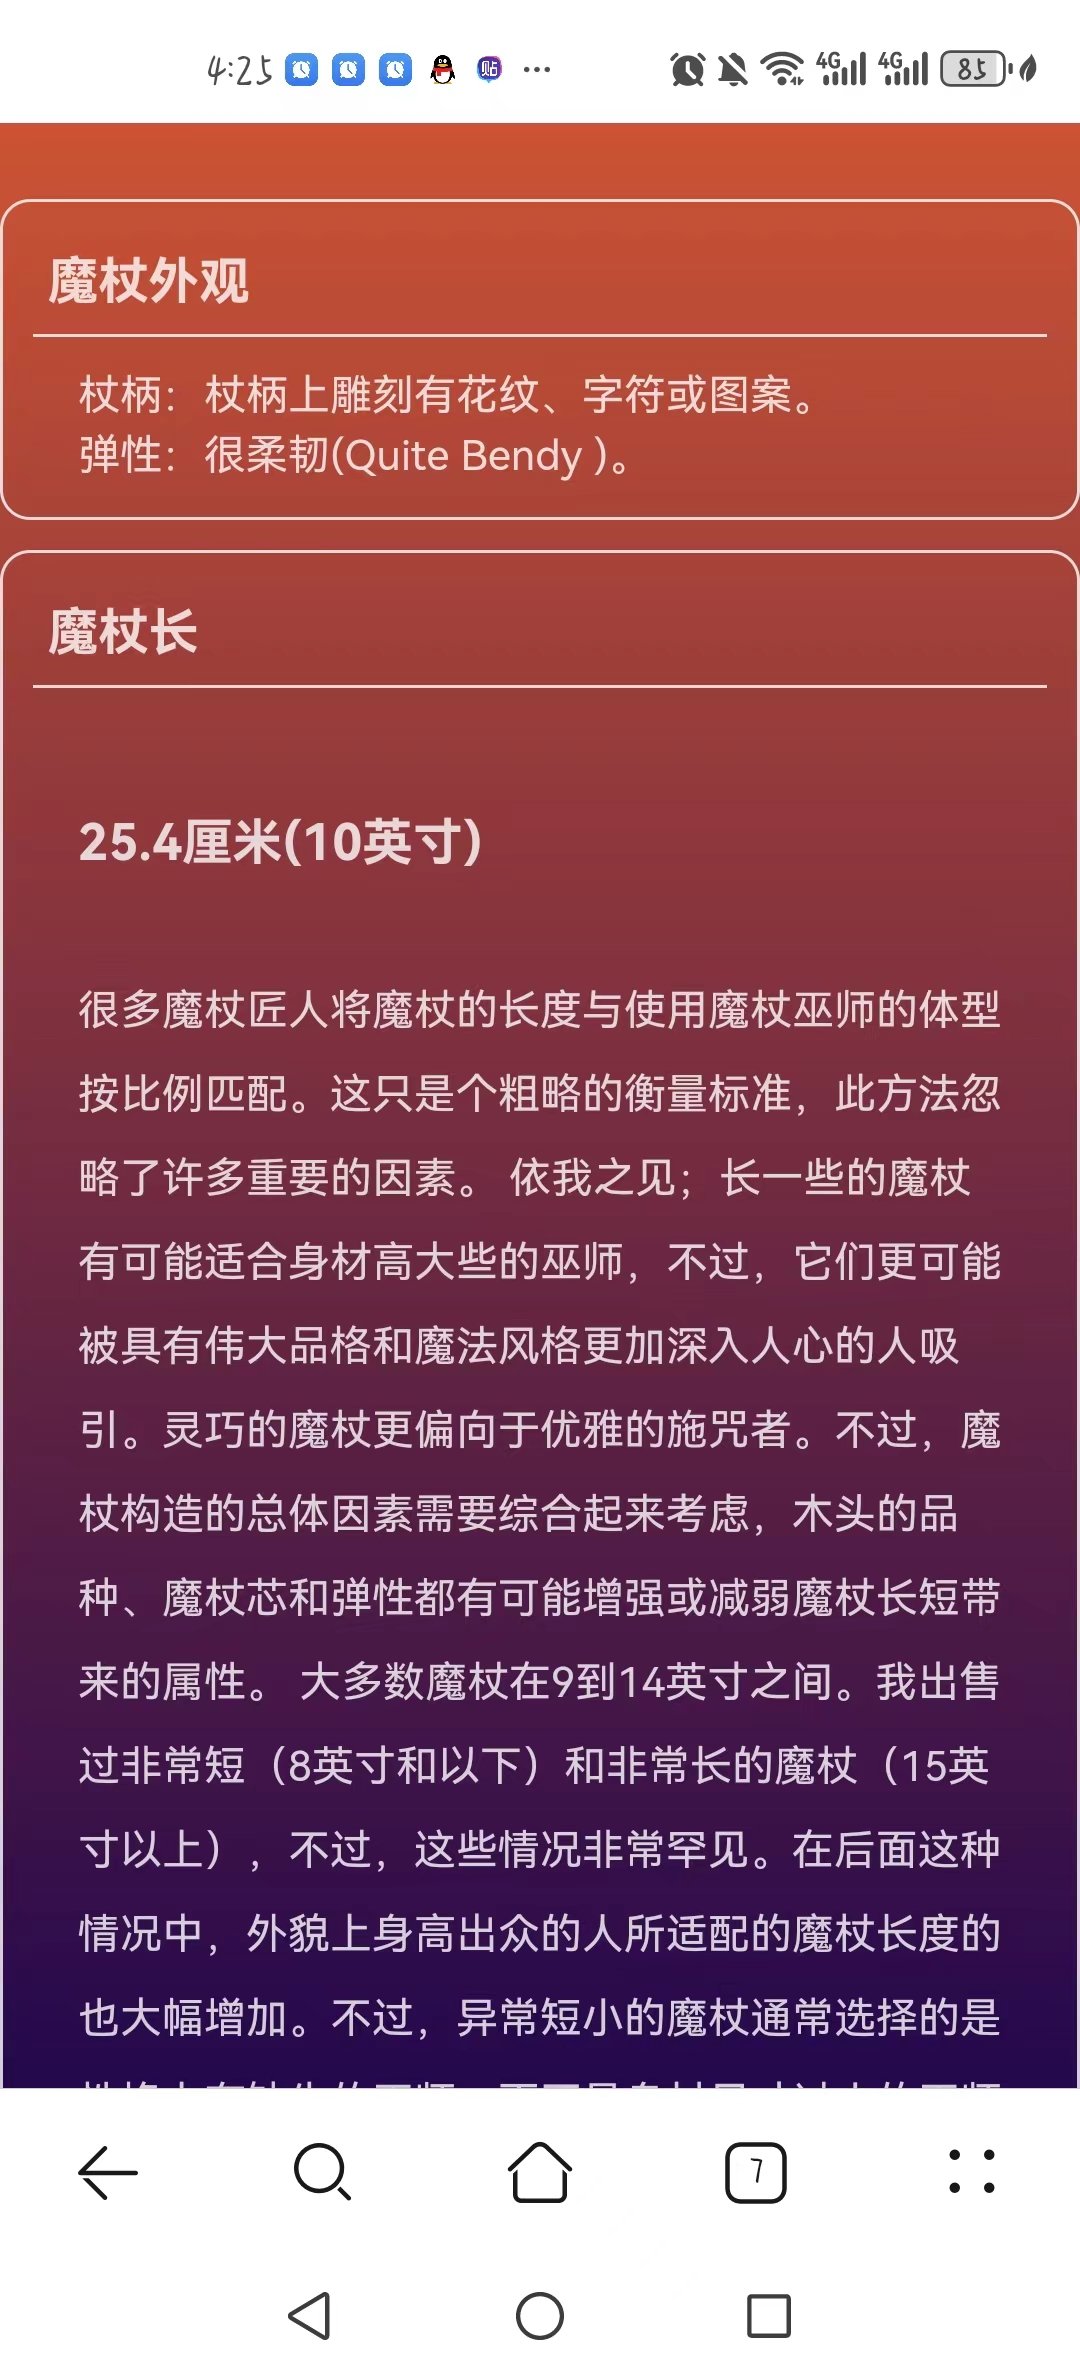 4:25
贴
4G
4G
85
魔杖外观
杖柄：杖柄上雕刻有花纹、字符或图案。
弹性：很柔韧(Quite Bendy )。
魔杖长
25.4厘米(10英寸)
很多魔杖匠人将魔杖的长度与使用魔杖巫师的体型
按比例匹配。这只是个粗略的衡量标准，此方法忽
略了许多重要的因素。 依我之见；长一些的魔杖
有可能适合身材高大些的巫师，不过，它们更可能
被具有伟大品格和魔法风格更加深入人心的人吸
引。灵巧的魔杖更偏向于优雅的施咒者。不过，魔
杖构造的总体因素需要综合起来考虑，木头的品
种、魔杖芯和弹性都有可能增强或减弱魔杖长短带
来的属性。 大多数魔杖在9到14英寸之间。我出售
过非常短（8英寸和以下）和非常长的魔杖（15英
寸以上），不过，这些情况非常罕见。在后面这种
情况中，外貌上身高出众的人所适配的魔杖长度的
也大幅增加。不过，异常短小的魔杖通常选择的是
7